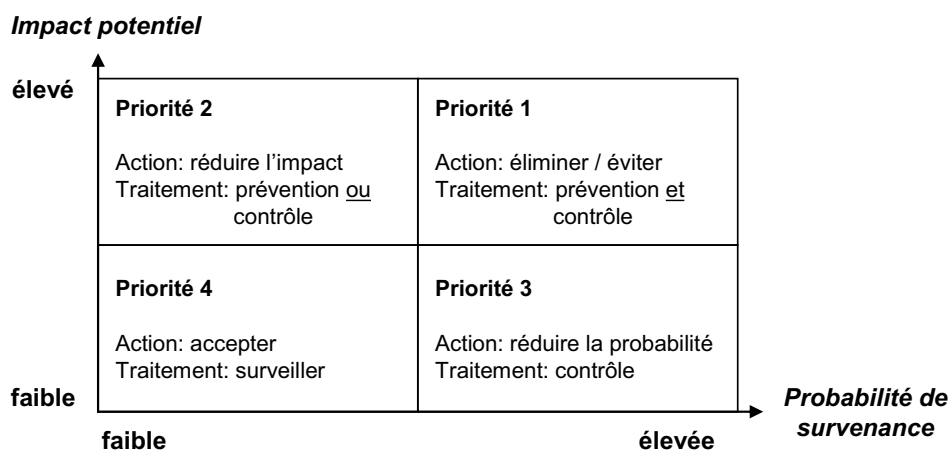 Impact potentiel
élevé
Priorité 2
Action: réduire l’impact
Traitement: prévention ou
contrôle
Priorité 1
Action: éliminer / éviter
Traitement: prévention et
contrôle
Priorité 4
Action: accepter
Traitement: surveiller
Priorité 3
Action: réduire la probabilité
Traitement: contrôle
faible
faible
élevée
Probabilité de
survenance